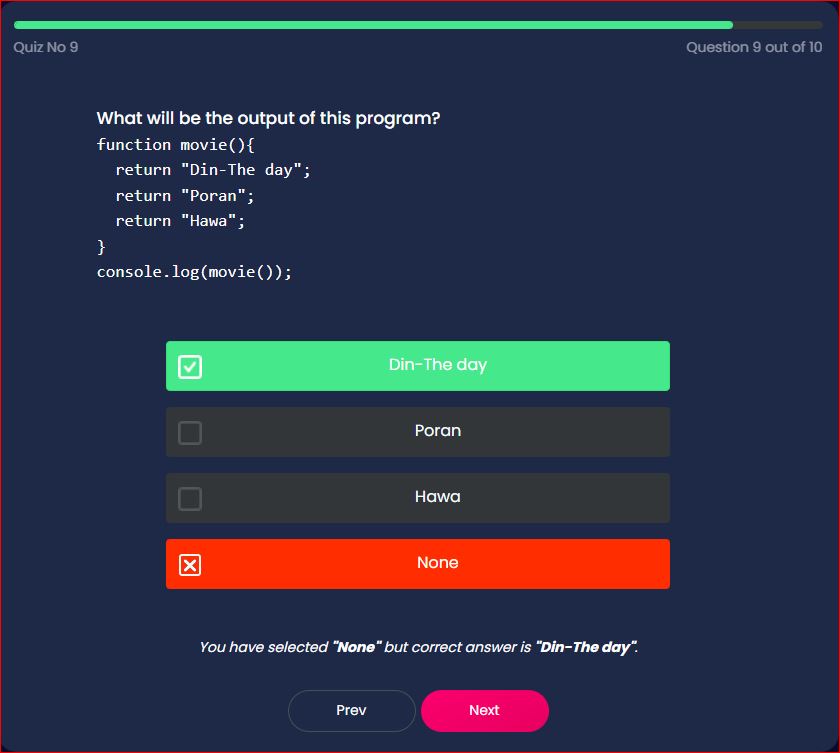 Quiz No 9
Question 9 out of 10
What will be the output of this program?
function movie(){
  return "Din-The day";
  return "Poran";
  return "Hawa";
}
console.log(movie());
Din-The day
Poran
Hawa
None
You have selected "None" but correct answer is "Din-The day".
Prev
Next